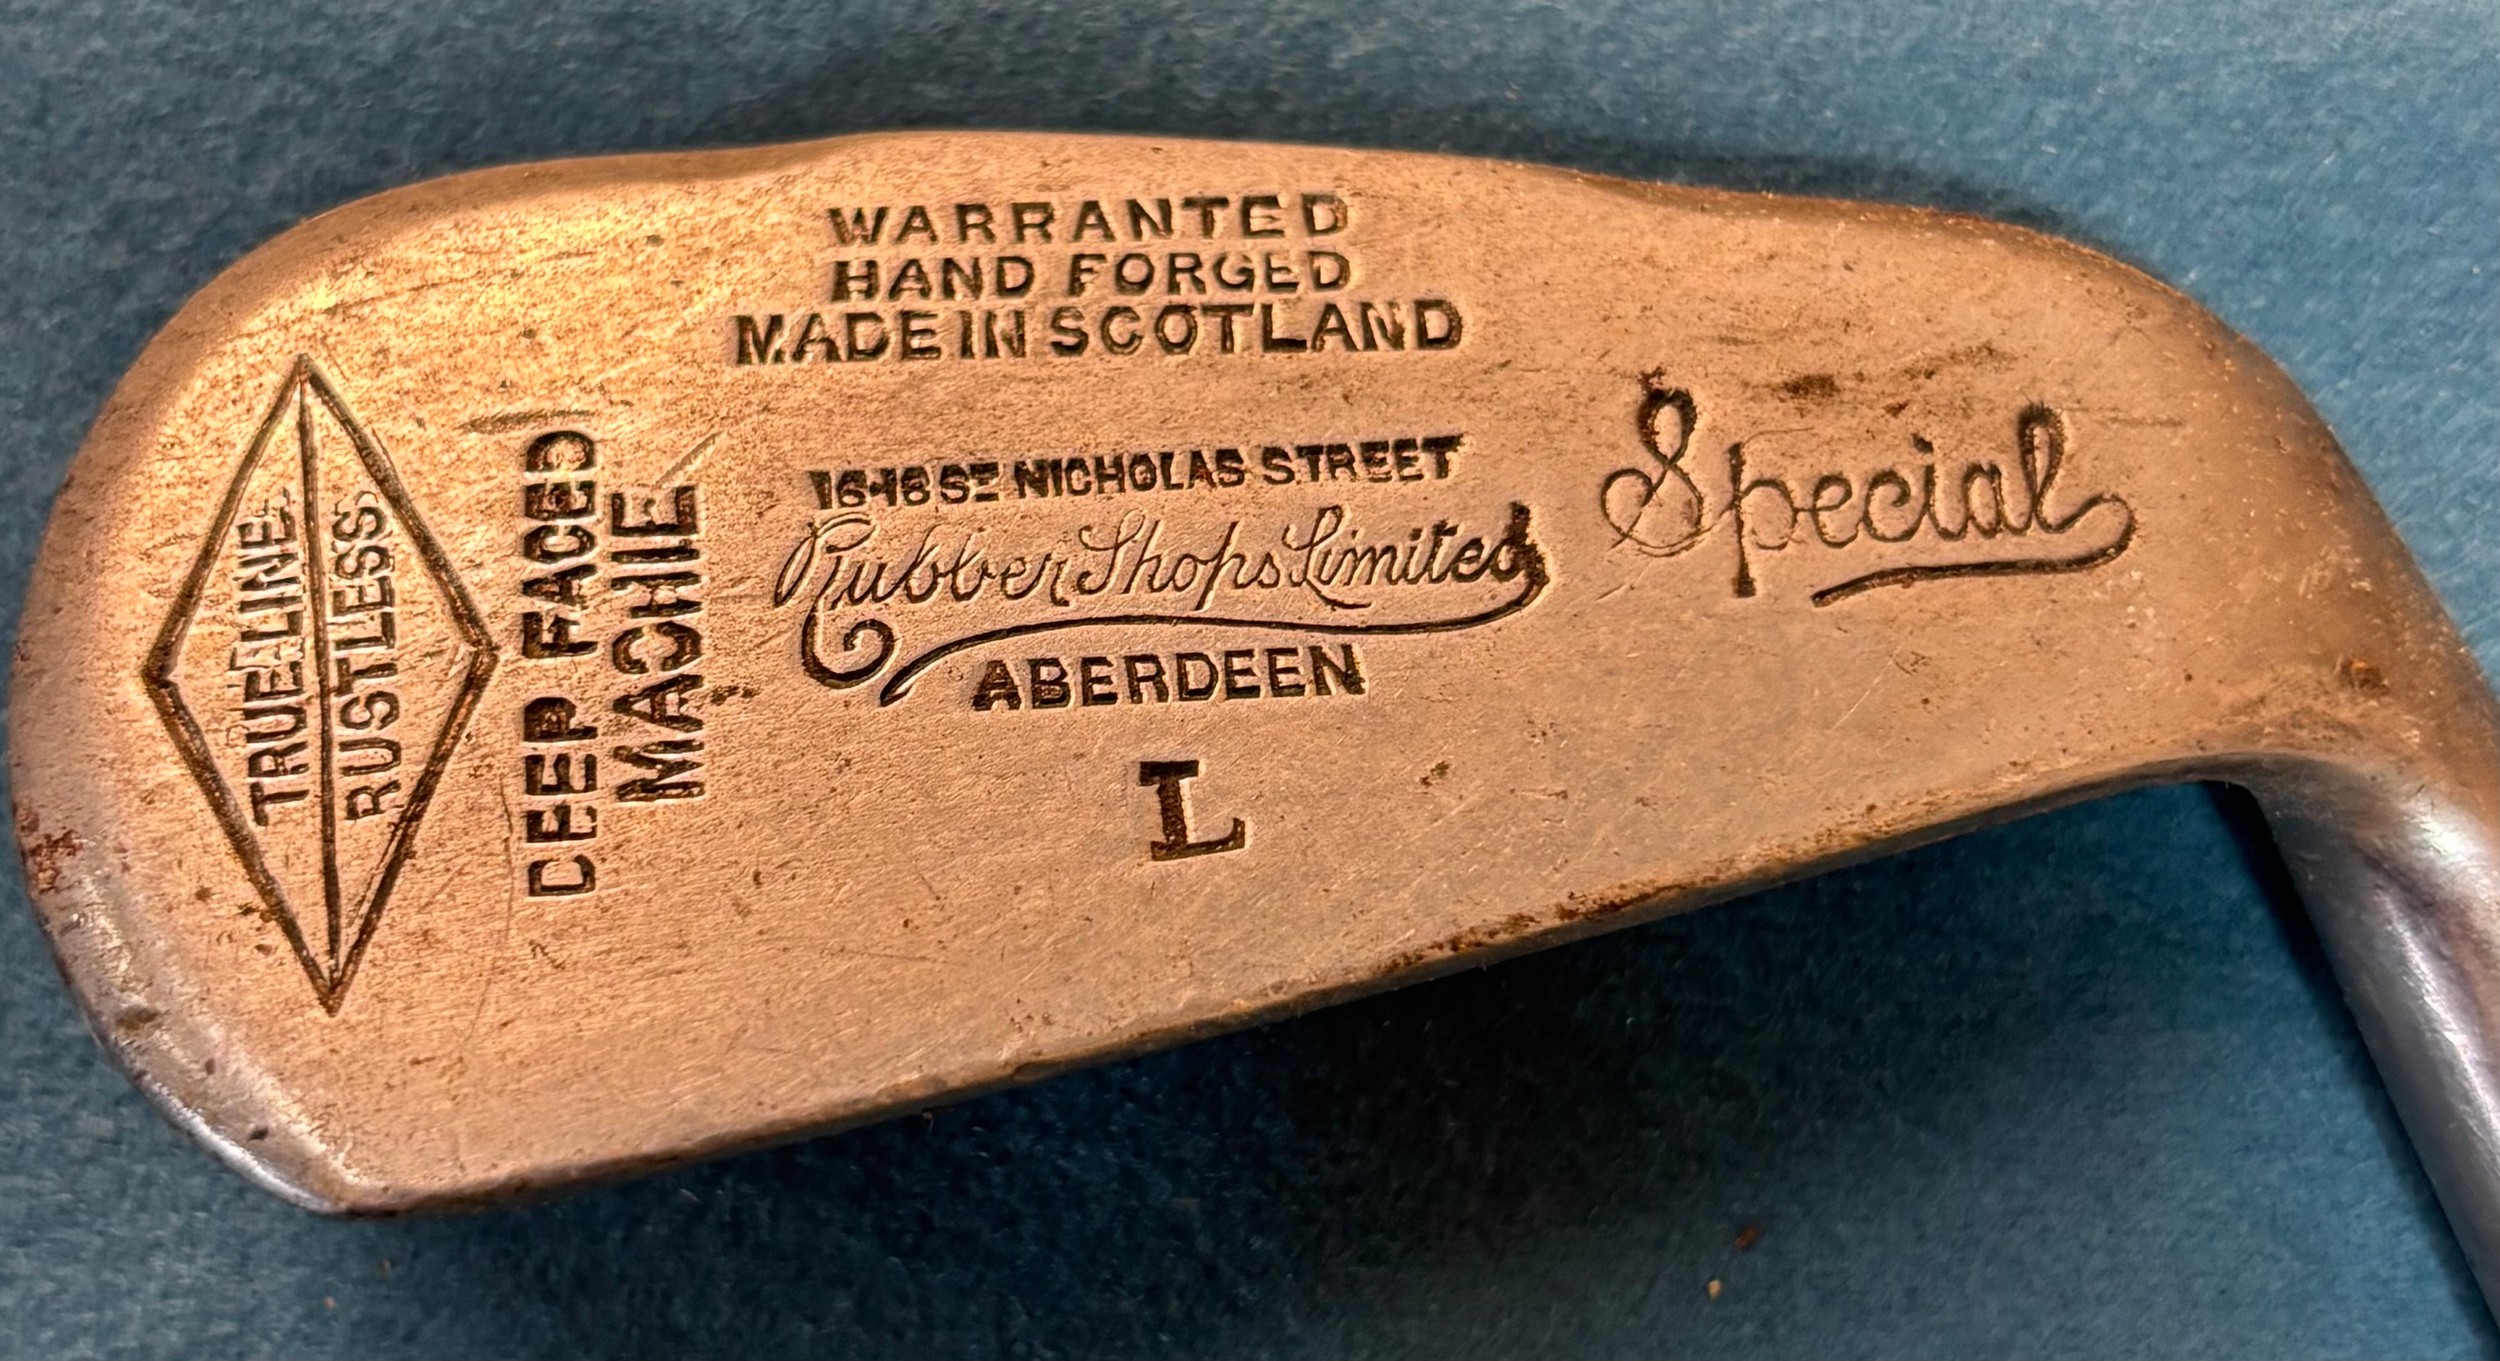 WARRANTED
HAND FORGED
MADE IN SCOTLAND
16-18 ST NICHOLAS STREET
Rubber Shops Limited
ABERDEEN
L
Special
DEEP FACED
MACHIE
TRUE-LINE
RUSTLESS